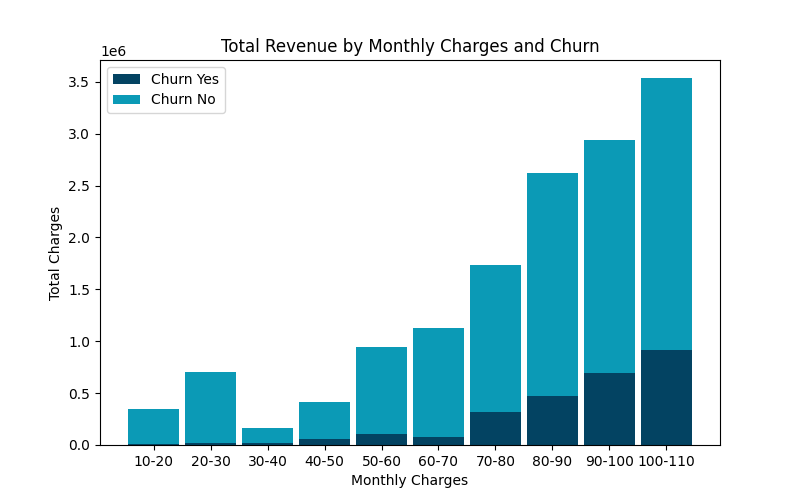 Total Revenue by Monthly Charges and Churn
1e6
Churn Yes
Churn No
3.5
3.0
2.5
2.0
1.5
1.0
0.5
0.0
Total Charges
10-20 20-30 30-40 40-50 50-60 60-70 70-80 80-90 90-100 100-110
Monthly Charges